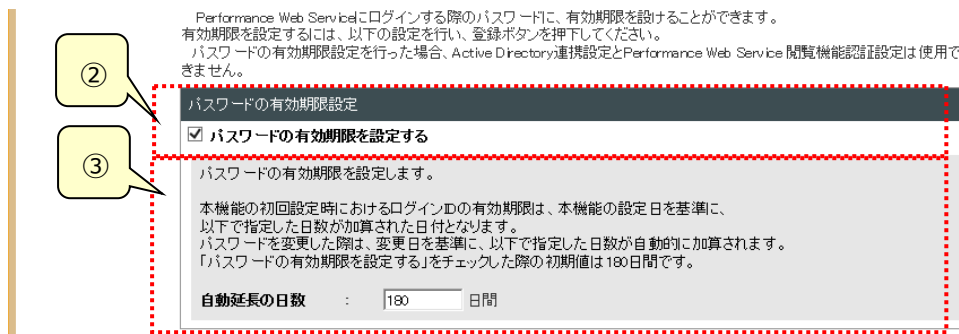 Performance Web Serviceにログインする際のパスワードに、有効期限を設けることができます。
有効期限を設定するには、以下の設定を行い、登録ボタンを押下してください。
パスワードの有効期限設定を行った場合、Active Directory連携設定とPerformance Web Service 閲覧機能認証設定は使用で
きません。
②
パスワードの有効期限設定
パスワードの有効期限を設定する
③
パスワードの有効期限を設定します。
本機能の初回設定時におけるログインIDの有効期限は、本機能の設定日を基準に、
以下で指定した日数が加算された日付となります。
パスワードを変更した際は、変更日を基準に、以下で指定した日数が自動的に加算されます。
「パスワードの有効期限を設定する」をチェックした際の初期値は180日間です。
自動延長の日数 : 180 日間